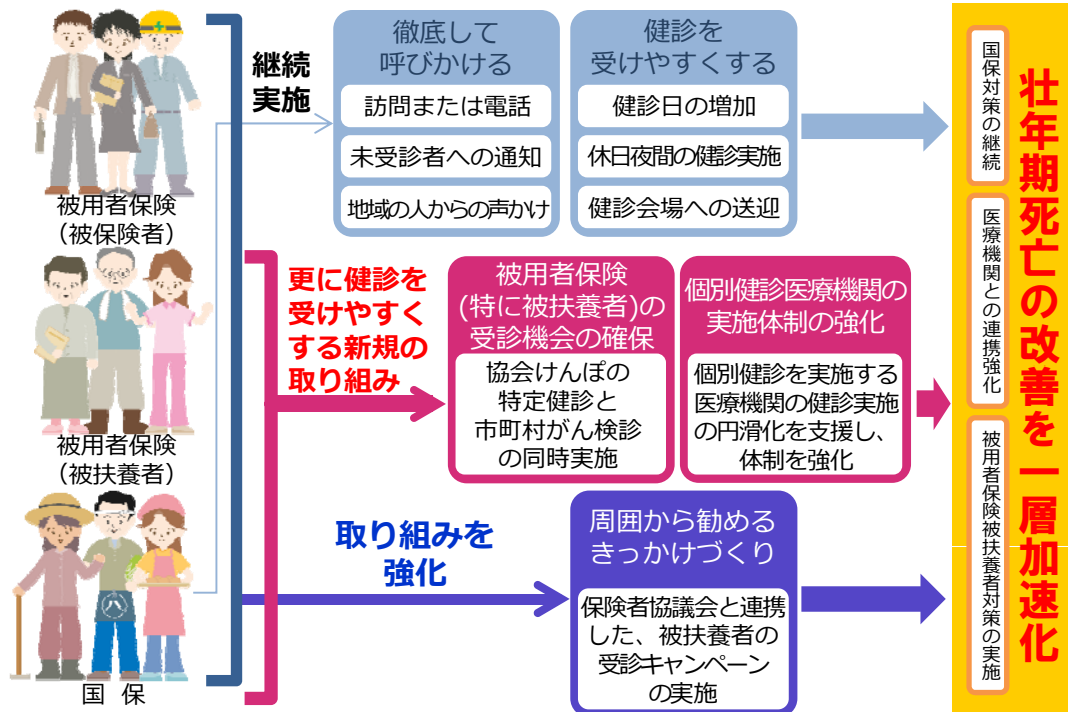 被用者保険
（被保険者）
被用者保険
（被扶養者）
国 保
継続
実施
徹底して
呼びかける
訪問または電話
未受診者への通知
地域の人からの声かけ
健診を
受けやすくする
健診日の増加
休日夜間の健診実施
健診会場への送迎
更に健診を
受けやすく
する新規の
取り組み
被用者保険
(特に被扶養者)の
受診機会の確保
協会けんぽの
特定健診と
市町村がん検診
の同時実施
個別健診医療機関の
実施体制の強化
個別健診を実施する
医療機関の健診実施
の円滑化を支援し、
体制を強化
取り組みを
強化
周囲から勧める
きっかけづくり
保険者協議会と連携
した、被扶養者の
受診キャンペーン
の実施
国保対策の継続
医療機関との連携強化
被用者保険被扶養者対策の実施
壮年期死亡の改善を一層加速化